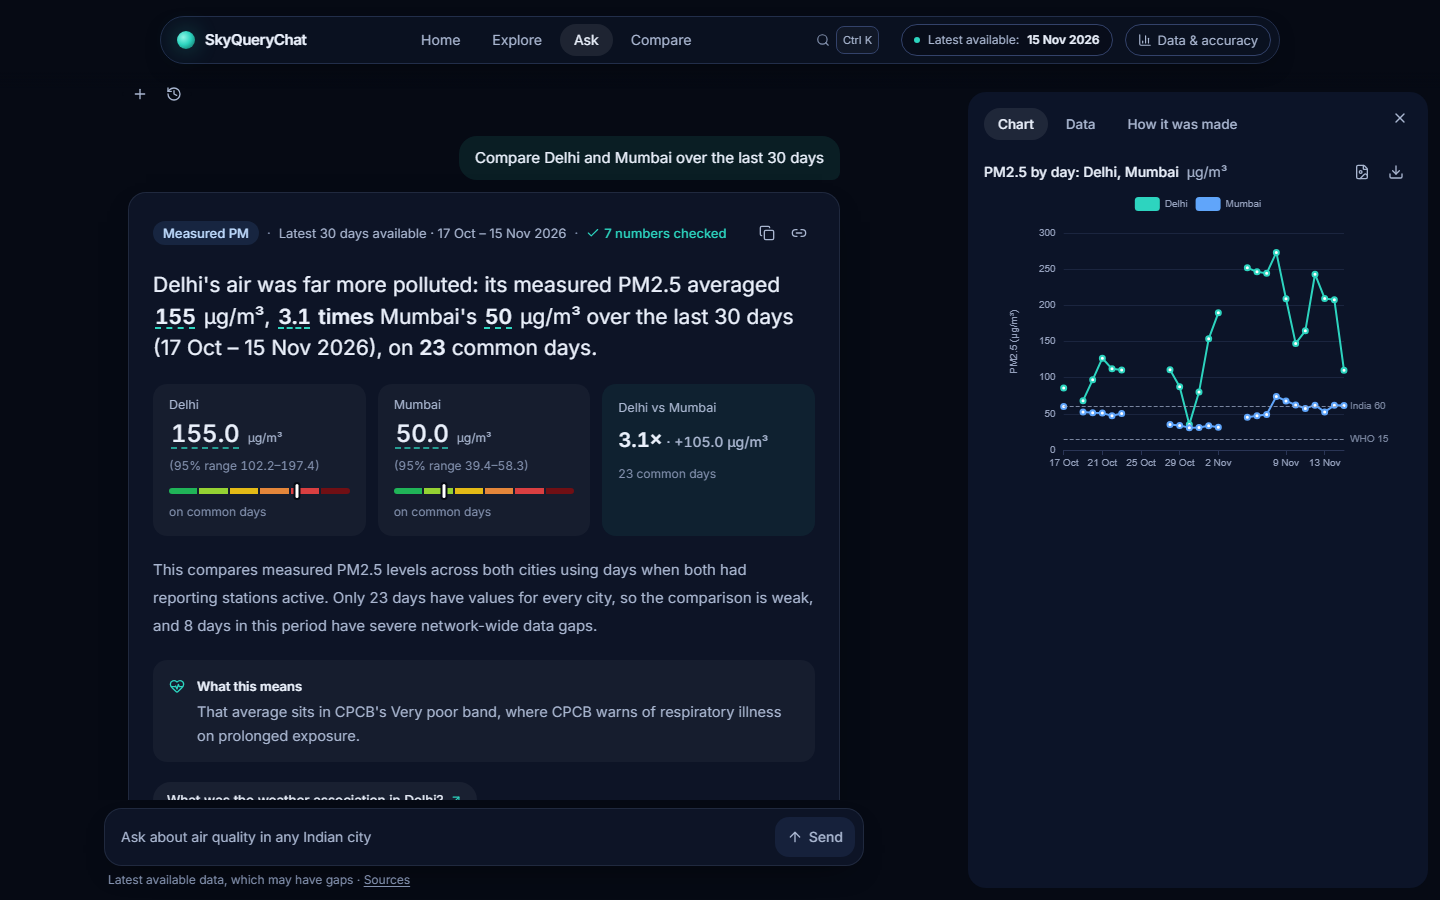 SkyQueryChat
Home
Explore
Ask
Compare
Ctrl K
Latest available: 15 Nov 2026
Data & accuracy
Compare Delhi and Mumbai over the last 30 days
Measured PM · Latest 30 days available · 17 Oct – 15 Nov 2026 · 7 numbers checked
Delhi's air was far more polluted: its measured PM2.5 averaged
155 µg/m³, 3.1 times Mumbai's 50 µg/m³ over the last 30 days
(17 Oct – 15 Nov 2026), on 23 common days.
Delhi
155.0 µg/m³
(95% range 102.2–197.4)
on common days
Mumbai
50.0 µg/m³
(95% range 39.4–58.3)
on common days
Delhi vs Mumbai
3.1× · +105.0 µg/m³
23 common days
This compares measured PM2.5 levels across both cities using days when both had
reporting stations active. Only 23 days have values for every city, so the comparison is weak,
and 8 days in this period have severe network-wide data gaps.
What this means
That average sits in CPCB's Very poor band, where CPCB warns of respiratory illness
on prolonged exposure.
What was the weather association in Delhi?
Ask about air quality in any Indian city
Send
Latest available data, which may have gaps · Sources
Chart
Data
How it was made
PM2.5 by day: Delhi, Mumbai µg/m³
Delhi
Mumbai
PM2.5 (µg/m³)
300
250
200
150
100
50
0
India 60
WHO 15
17 Oct
21 Oct
25 Oct
29 Oct
2 Nov
9 Nov
13 Nov